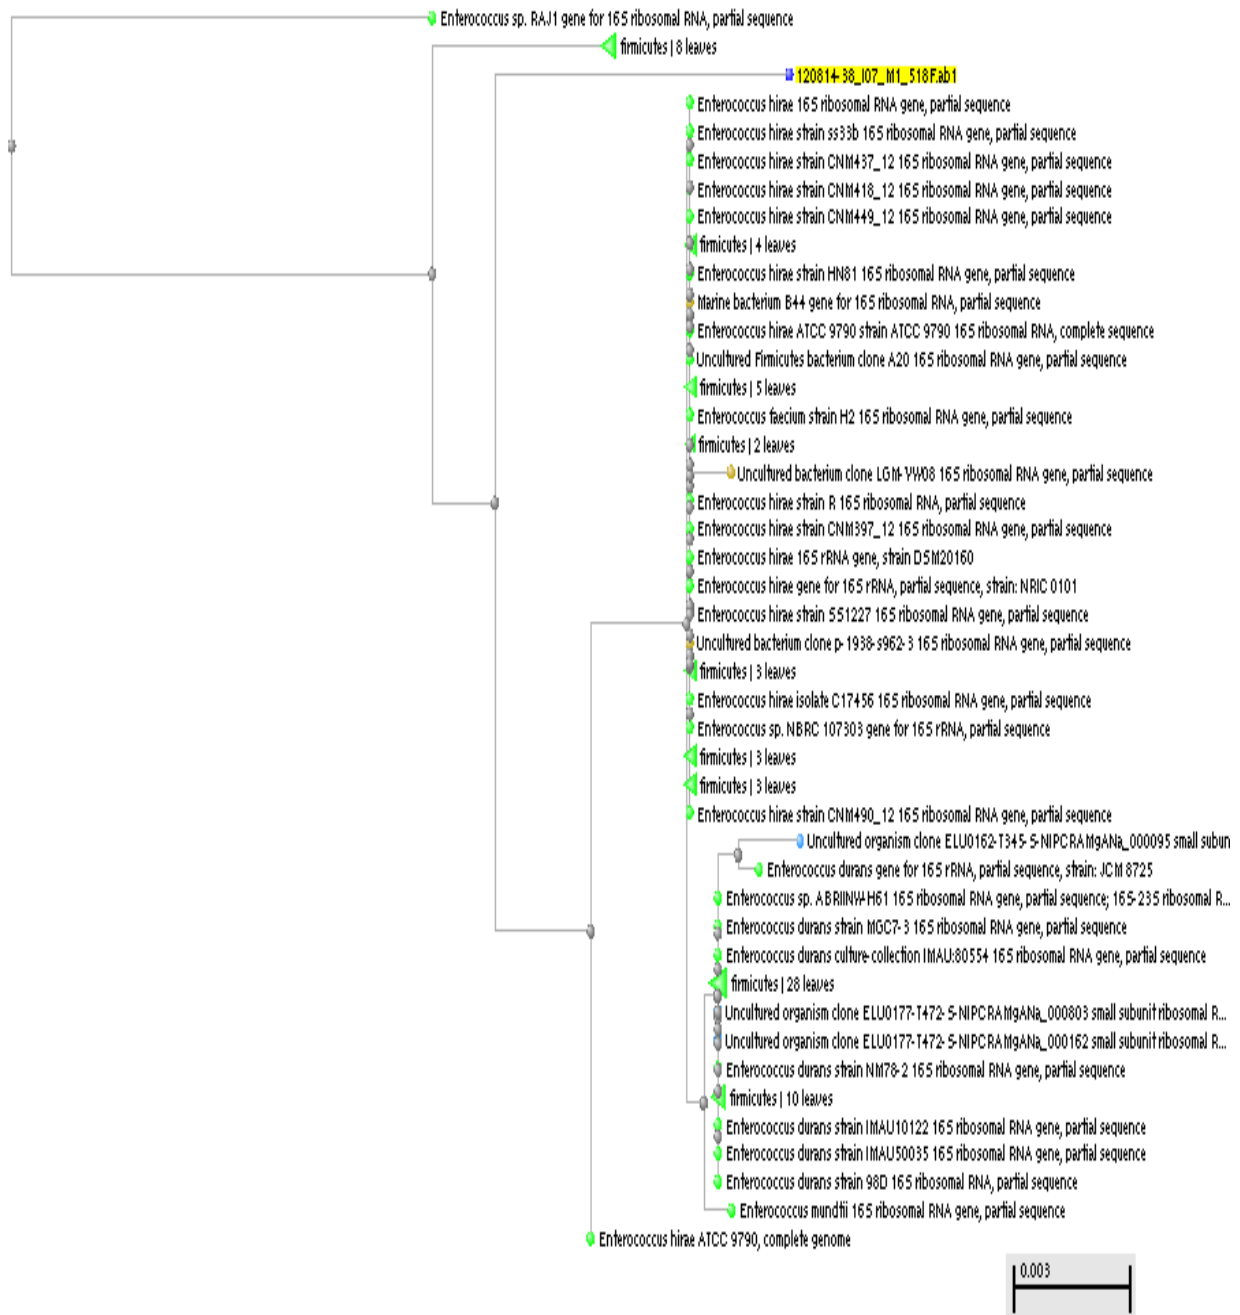 Enterococcus sp. RAJ1 gene for 16S ribosomal RNA, partial sequence
firmicutes | 8 leaves
120814-38_I07_M1_518F.ab1
Enterococcus hirae 16S ribosomal RNA gene, partial sequence
Enterococcus hirae strain ss33b 16S ribosomal RNA gene, partial sequence
Enterococcus hirae strain CNM437_12 16S ribosomal RNA gene, partial sequence
Enterococcus hirae strain CNM418_12 16S ribosomal RNA gene, partial sequence
Enterococcus hirae strain CNM449_12 16S ribosomal RNA gene, partial sequence
firmicutes | 4 leaves
Enterococcus hirae strain HN81 16S ribosomal RNA gene, partial sequence
Marine bacterium B44 gene for 16S ribosomal RNA, partial sequence
Enterococcus hirae ATCC 9790 strain ATCC 9790 16S ribosomal RNA, complete sequence
Uncultured Firmicutes bacterium clone A20 16S ribosomal RNA gene, partial sequence
firmicutes | 5 leaves
Enterococcus faecium strain H2 16S ribosomal RNA gene, partial sequence
firmicutes | 2 leaves
Uncultured bacterium clone LGM-YW08 16S ribosomal RNA gene, partial sequence
Enterococcus hirae strain R 16S ribosomal RNA, partial sequence
Enterococcus hirae strain CNM397_12 16S ribosomal RNA gene, partial sequence
Enterococcus hirae 16S rRNA gene, strain DSM20160
Enterococcus hirae gene for 16S rRNA, partial sequence, strain: NRIC 0101
Enterococcus hirae strain SS1227 16S ribosomal RNA gene, partial sequence
Uncultured bacterium clone p-1938-s962-3 16S ribosomal RNA gene, partial sequence
firmicutes | 3 leaves
Enterococcus hirae isolate C17456 16S ribosomal RNA gene, partial sequence
Enterococcus sp. NBRC 107303 gene for 16S rRNA, partial sequence
firmicutes | 3 leaves
firmicutes | 3 leaves
Enterococcus hirae strain CNM490_12 16S ribosomal RNA gene, partial sequence
Uncultured organism clone ELU0162-T345-S-NIPCRAMgANa_000095 small subun
Enterococcus durans gene for 16S rRNA, partial sequence, strain: JCM 8725
Enterococcus sp. ABRIINW-H61 16S ribosomal RNA gene, partial sequence; 16S-23S ribosomal R...
Enterococcus durans strain MGC7-3 16S ribosomal RNA gene, partial sequence
Enterococcus durans culture-collection IMAU:80554 16S ribosomal RNA gene, partial sequence
firmicutes | 28 leaves
Uncultured organism clone ELU0177-T472-S-NIPCRAMgANa_000803 small subunit ribosomal R...
Uncultured organism clone ELU0177-T472-S-NIPCRAMgANa_000162 small subunit ribosomal R...
Enterococcus durans strain NM78-2 16S ribosomal RNA gene, partial sequence
firmicutes | 10 leaves
Enterococcus durans strain IMAU10122 16S ribosomal RNA gene, partial sequence
Enterococcus durans strain IMAU50035 16S ribosomal RNA gene, partial sequence
Enterococcus durans strain 98D 16S ribosomal RNA, partial sequence
Enterococcus mundtii 16S ribosomal RNA gene, partial sequence
Enterococcus hirae ATCC 9790, complete genome
0.003